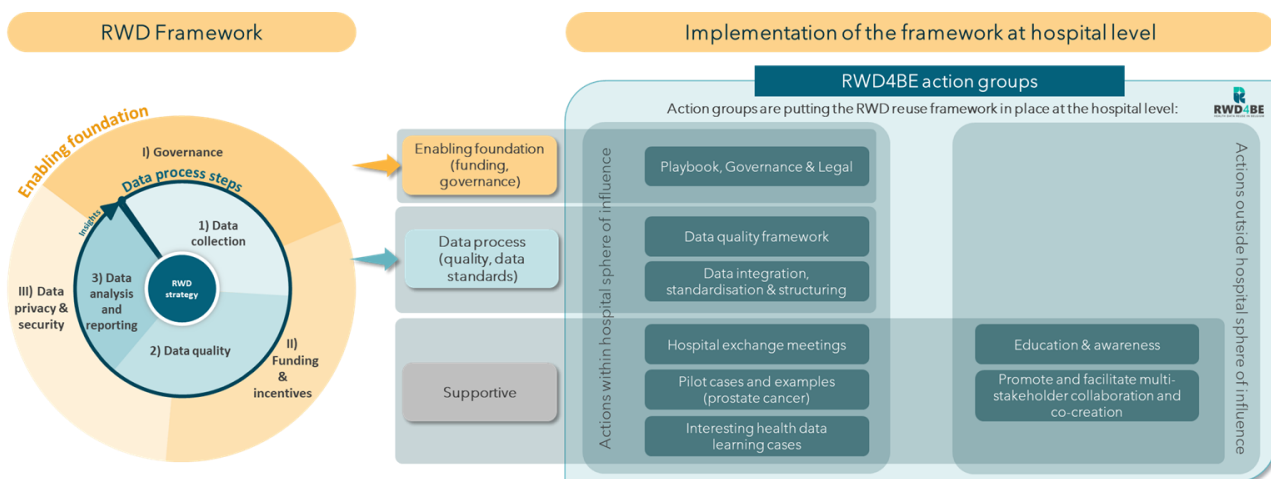 RWD Framework
Implementation of the framework at hospital level
RWD4BE action groups
Action groups are putting the RWD reuse framework in place at the hospital level:
RWD4BE
Enabling foundation
I) Governance
Data process steps
Insights
1) Data
collection
3) Data
analysis
and
reporting
RWD
strategy
2) Data quality
III) Data
privacy &
security
II)
Funding
&
incentives
Enabling foundation
(funding,
governance)
Data process
(quality, data
standards)
Supportive
Actions within hospital sphere of influence
Playbook, Governance & Legal
Data quality framework
Data integration,
standardisation & structuring
Hospital exchange meetings
Pilot cases and examples
(prostate cancer)
Interesting health data
learning cases
Education & awareness
Promote and facilitate multi-
stakeholder collaboration and
co-creation
Actions outside hospital sphere of influence